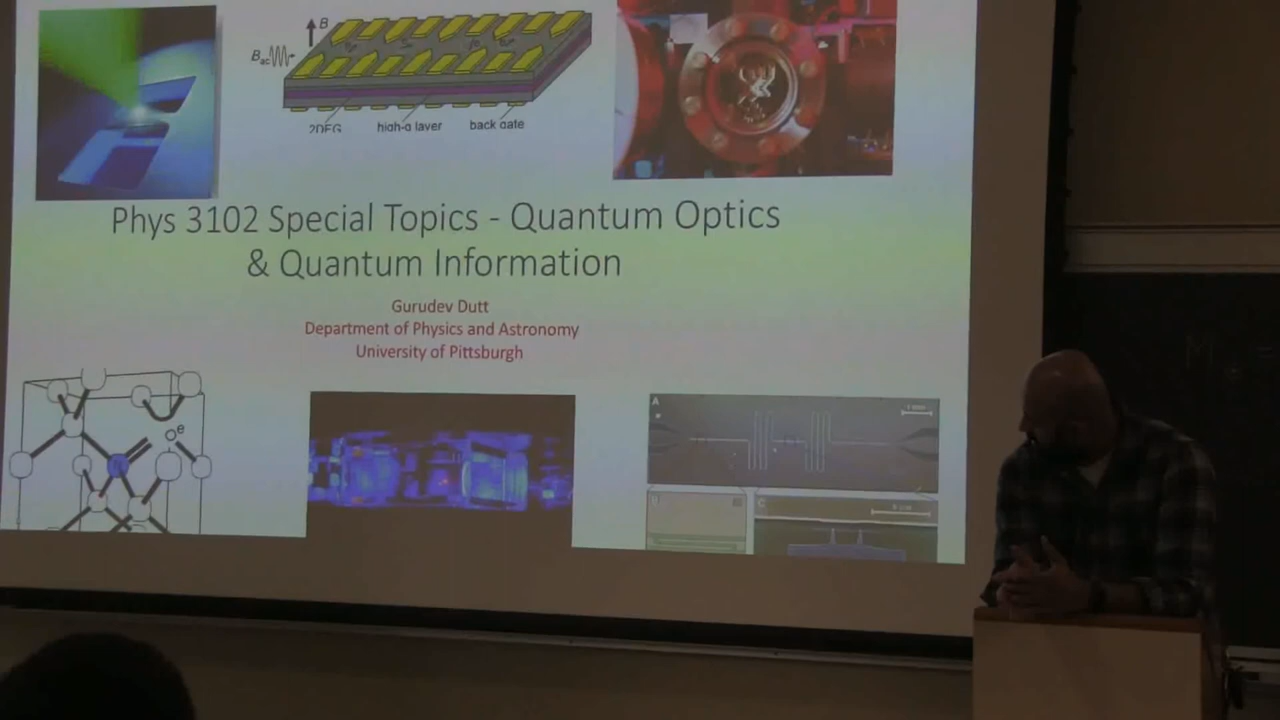 B
Bac
2DEG
high-g layer
back gate
Phys 3102 Special Topics - Quantum Optics
& Quantum Information
Gurudev Dutt
Department of Physics and Astronomy
University of Pittsburgh
e
A
C